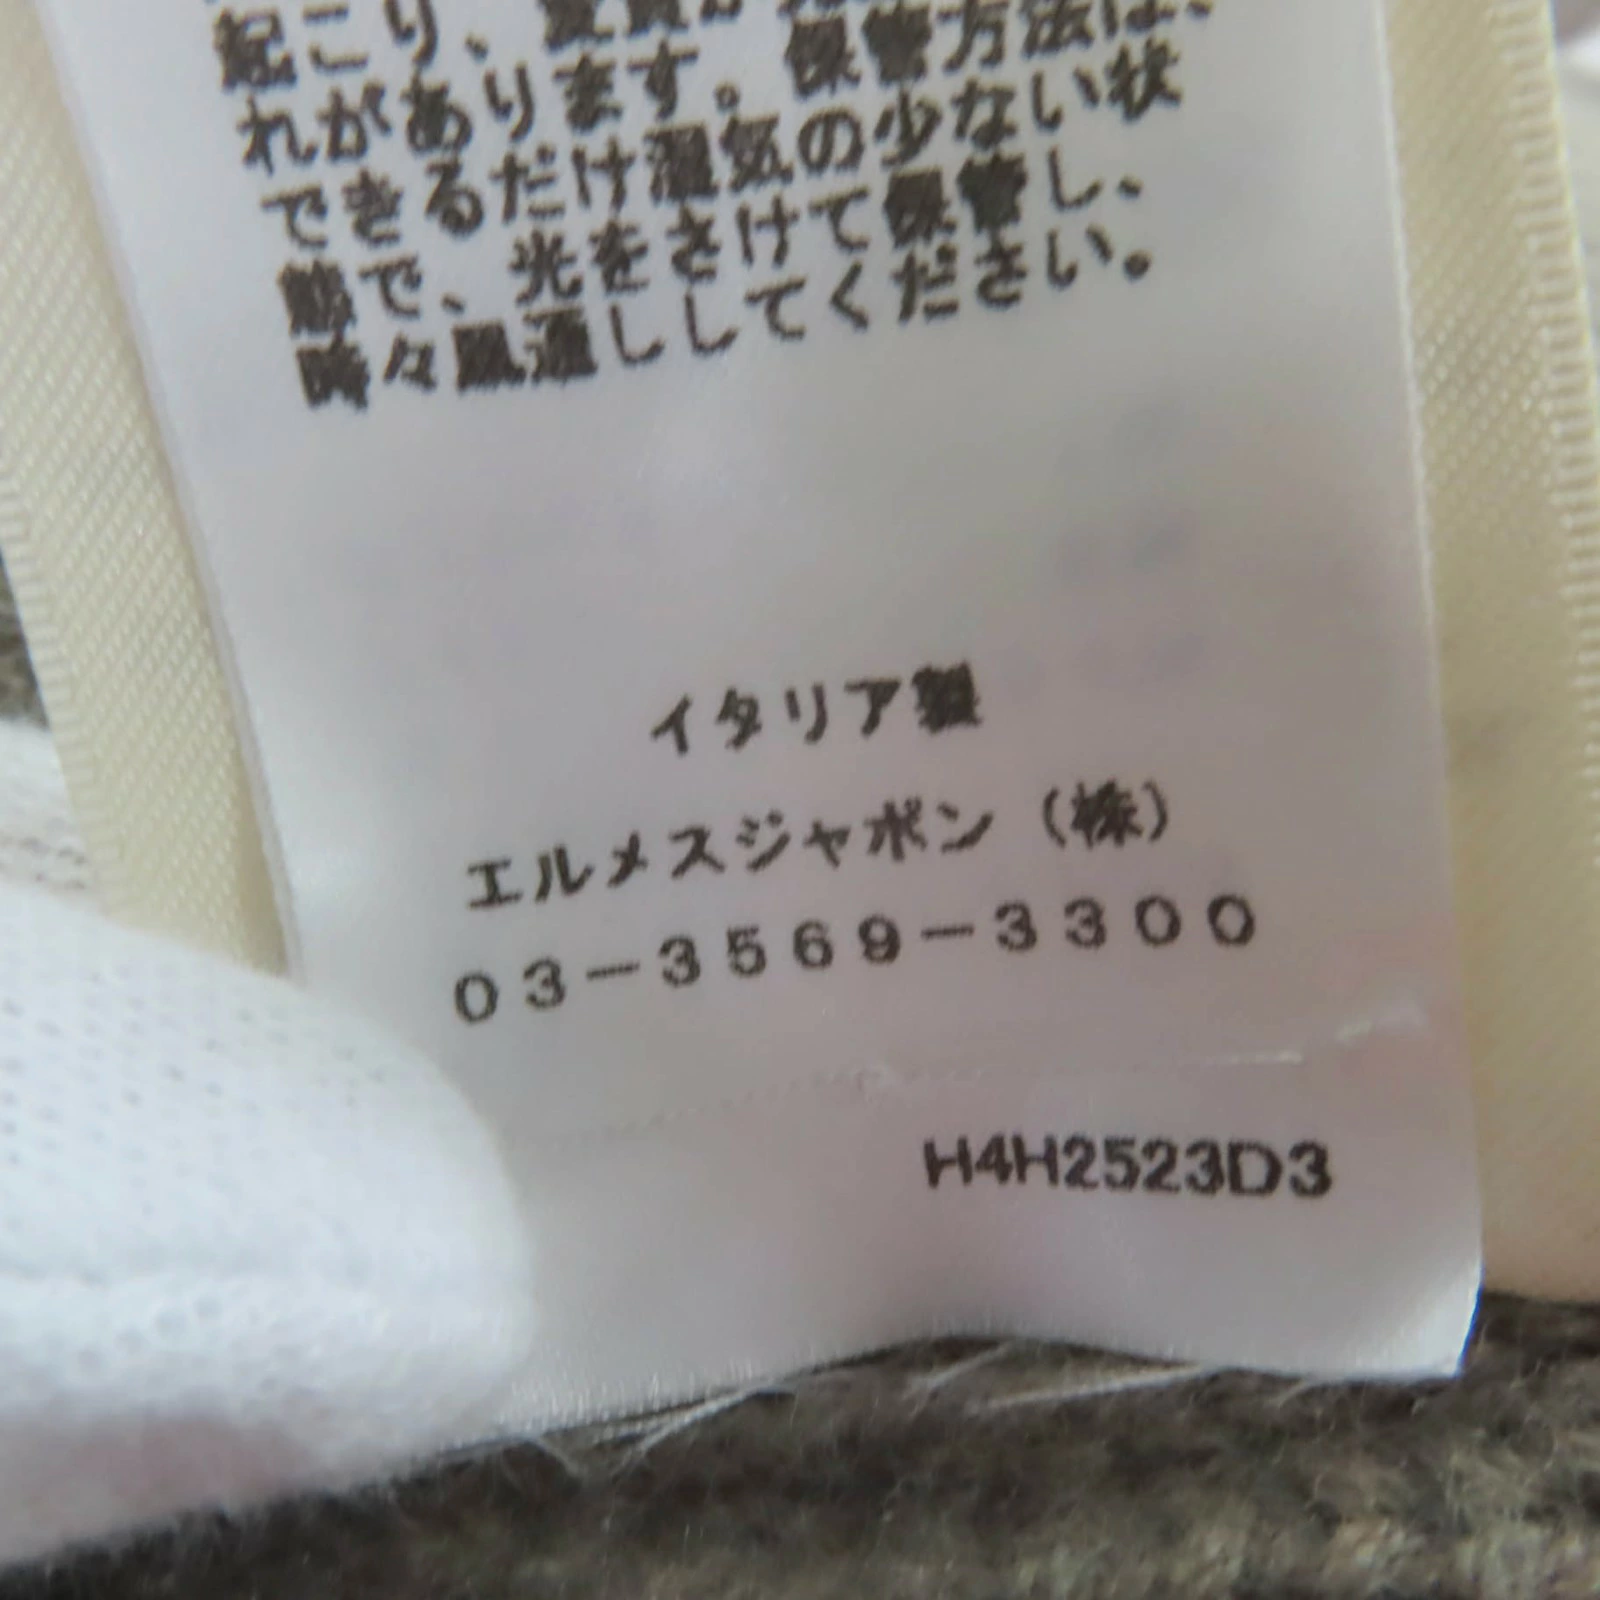 起こり、変質が
れがあります。保管方法は、
できるだけ湿気の少ない状
態で、光をさけて保管し、
時々風通ししてください。
イタリア製
エルメスジャポン（株）
03-3569-3300
H4H2523D3